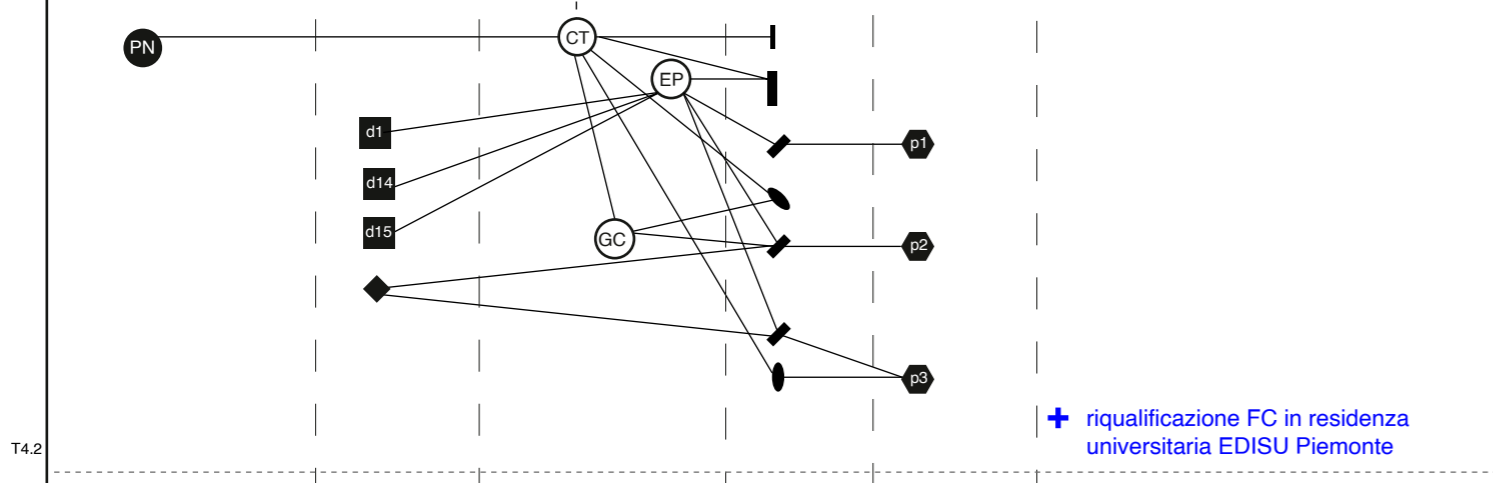 PN
CT
EP
d1
p1
d14
d15
GC
p2
p3
+ riqualificazione FC in residenza
universitaria EDISU Piemonte
T4.2